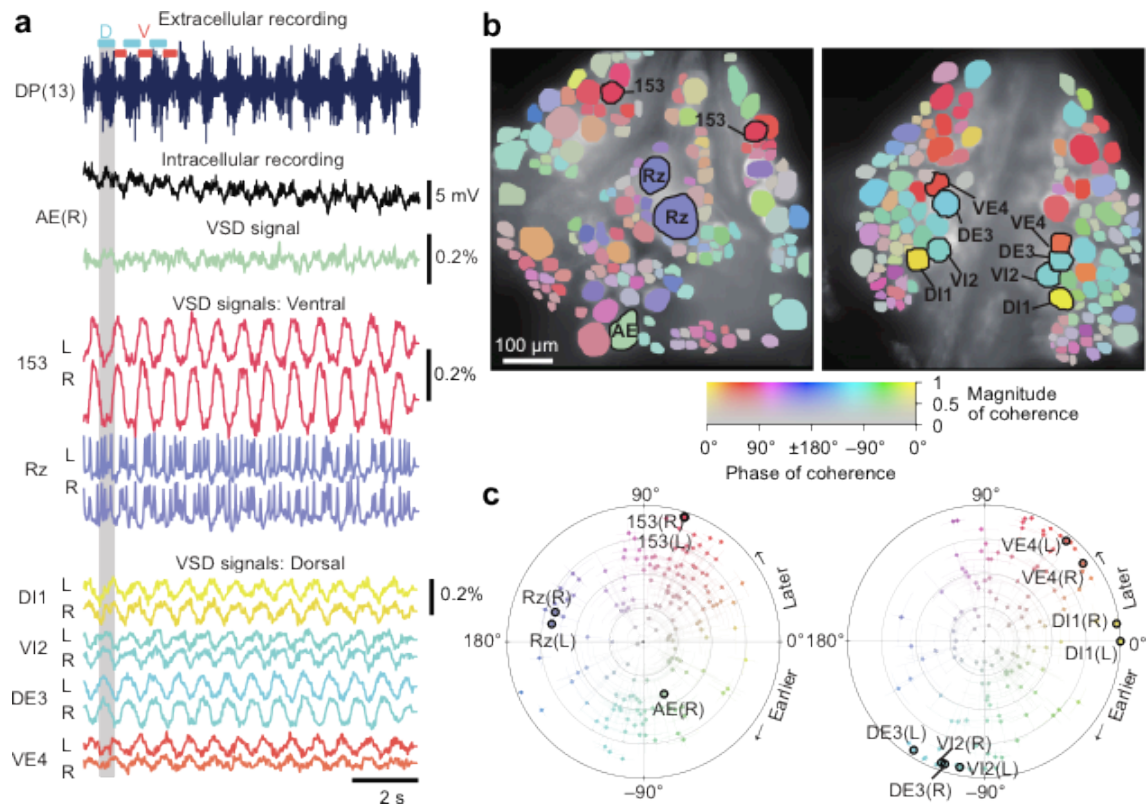 a
Extracellular recording
D V
DP(13)
Intracellular recording
5 mV
AE(R)
VSD signal
0.2%
VSD signals: Ventral
L
153
R
0.2%
L
Rz
R
VSD signals: Dorsal
L
DI1
R
0.2%
L
VI2
R
L
DE3
R
L
VE4
R
2 s
b
153
153
Rz
Rz
AE
100 µm
VE4
DE3
VI2
DI1
VE4
DE3
VI2
DI1
1
0.5
0
Magnitude
of coherence
0° 90° ±180° −90° 0°
Phase of coherence
c
90°
153(R)
153(L)
Rz(R)
Rz(L)
180°
0°
AE(R)
−90°
Later
Earlier
90°
VE4(L)
VE4(R)
DI1(R)
180°
0°
DI1(L)
DE3(L)
VI2(R)
VI2(L)
DE3(R)
−90°
Later
Earlier